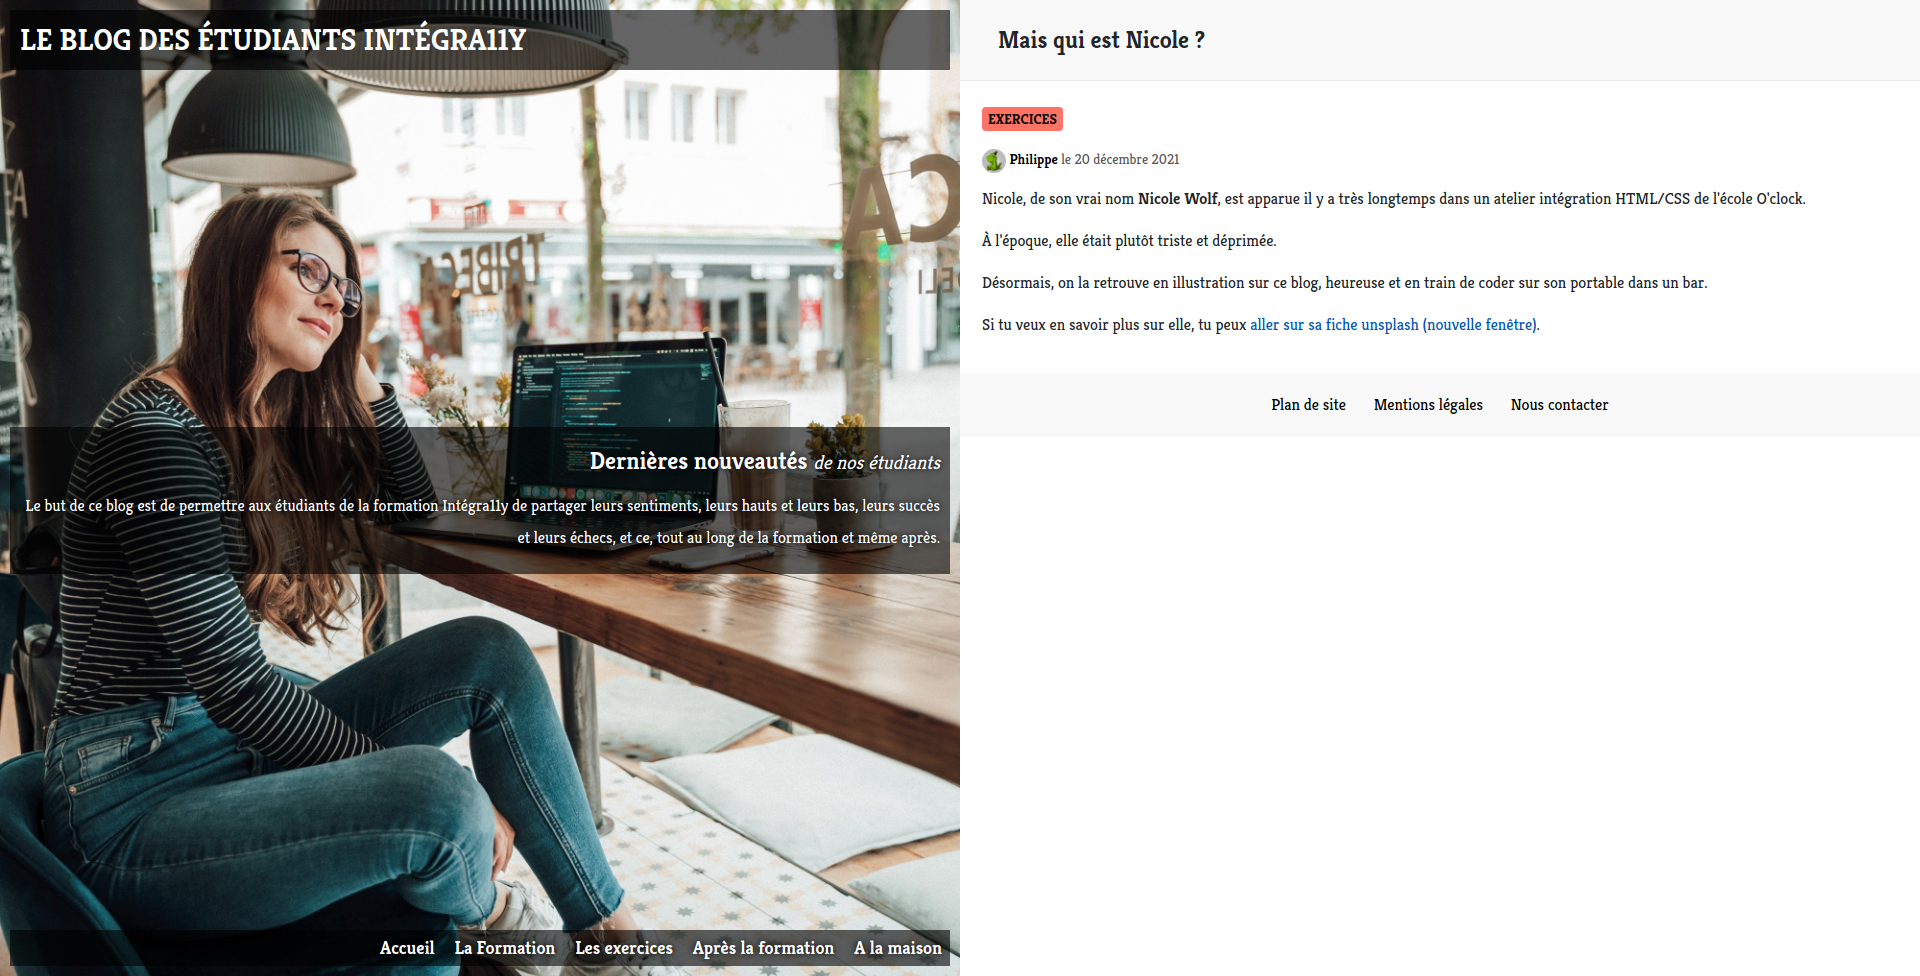 LE BLOG DES ÉTUDIANTS INTÉGRA11Y
TRIBECA
CA
ELI
Dernières nouveautés de nos étudiants
Le but de ce blog est de permettre aux étudiants de la formation Intégra11y de partager leurs sentiments, leurs hauts et leurs bas, leurs succès
et leurs échecs, et ce, tout au long de la formation et même après.
Accueil La Formation Les exercices Après la formation A la maison
Mais qui est Nicole ?
EXERCICES
Philippe le 20 décembre 2021
Nicole, de son vrai nom Nicole Wolf, est apparue il y a très longtemps dans un atelier intégration HTML/CSS de l'école O'clock.
À l'époque, elle était plutôt triste et déprimée.
Désormais, on la retrouve en illustration sur ce blog, heureuse et en train de coder sur son portable dans un bar.
Si tu veux en savoir plus sur elle, tu peux aller sur sa fiche unsplash (nouvelle fenêtre).
Plan de site Mentions légales Nous contacter